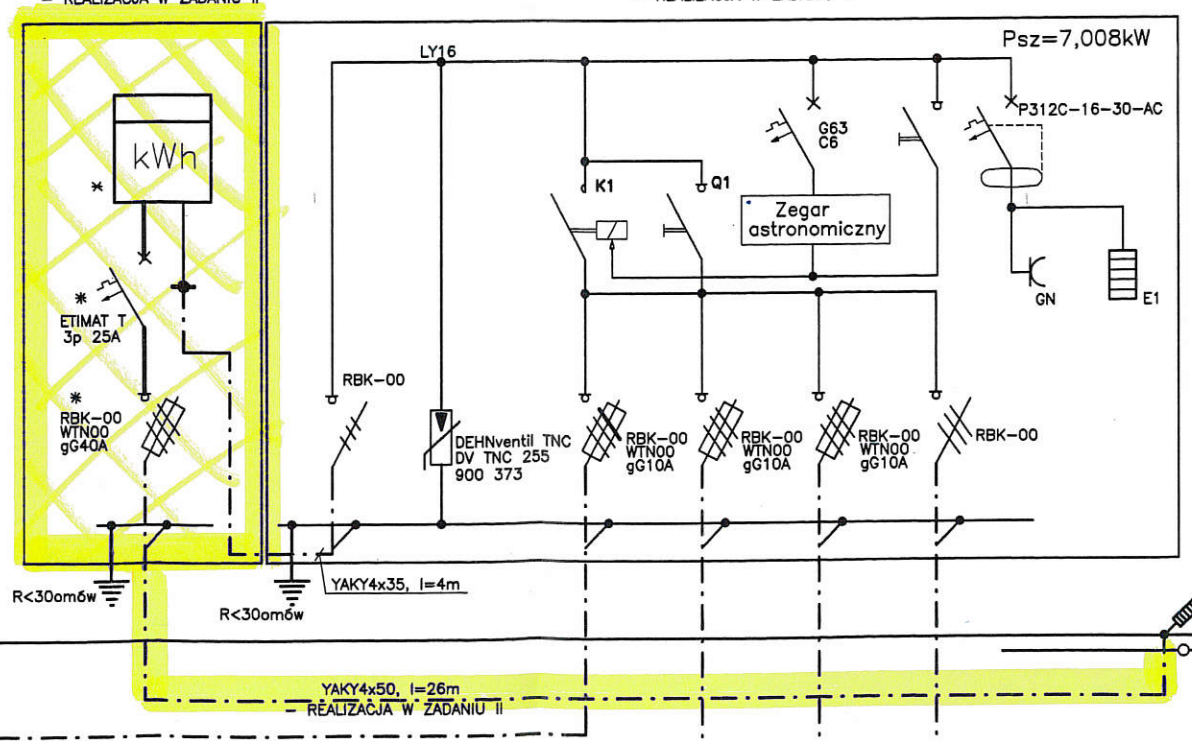 – REALIZACJA W ZADANIU II
Psz=7,008kW
LY16
kWh
*
P312C-16-30-AC
G63
C6
K1
Q1
Zegar
astronomiczny
*
ETIMAT T
3p 25A
GN
E1
*
RBK-00
WTN00
gG40A
RBK-00
DEHNventil TNC
DV TNC 255
900 373
RBK-00
WTN00
gG10A
RBK-00
WTN00
gG10A
RBK-00
WTN00
gG10A
RBK-00
R<30omów
R<30omów
YAKY4x35, l=4m
YAKY4x50, l=26m
– REALIZACJA W ZADANIU II